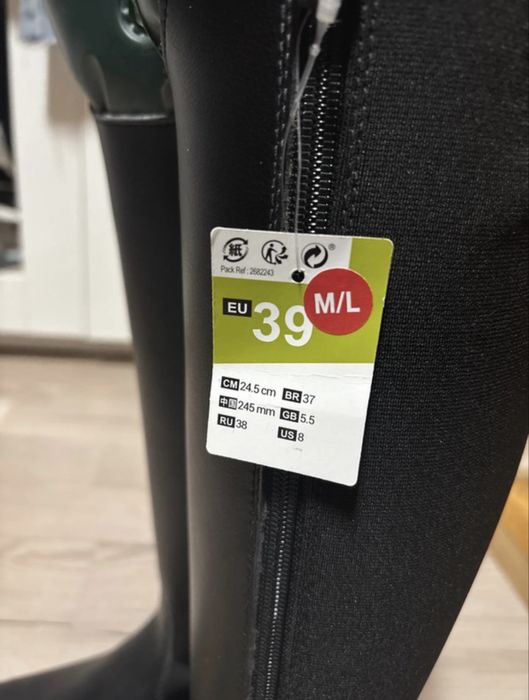 紙
Pack Ref : 2682243
M/L
EU 39
CM 24.5 cm BR 37
中国 245 mm GB 5.5
RU 38 US 8